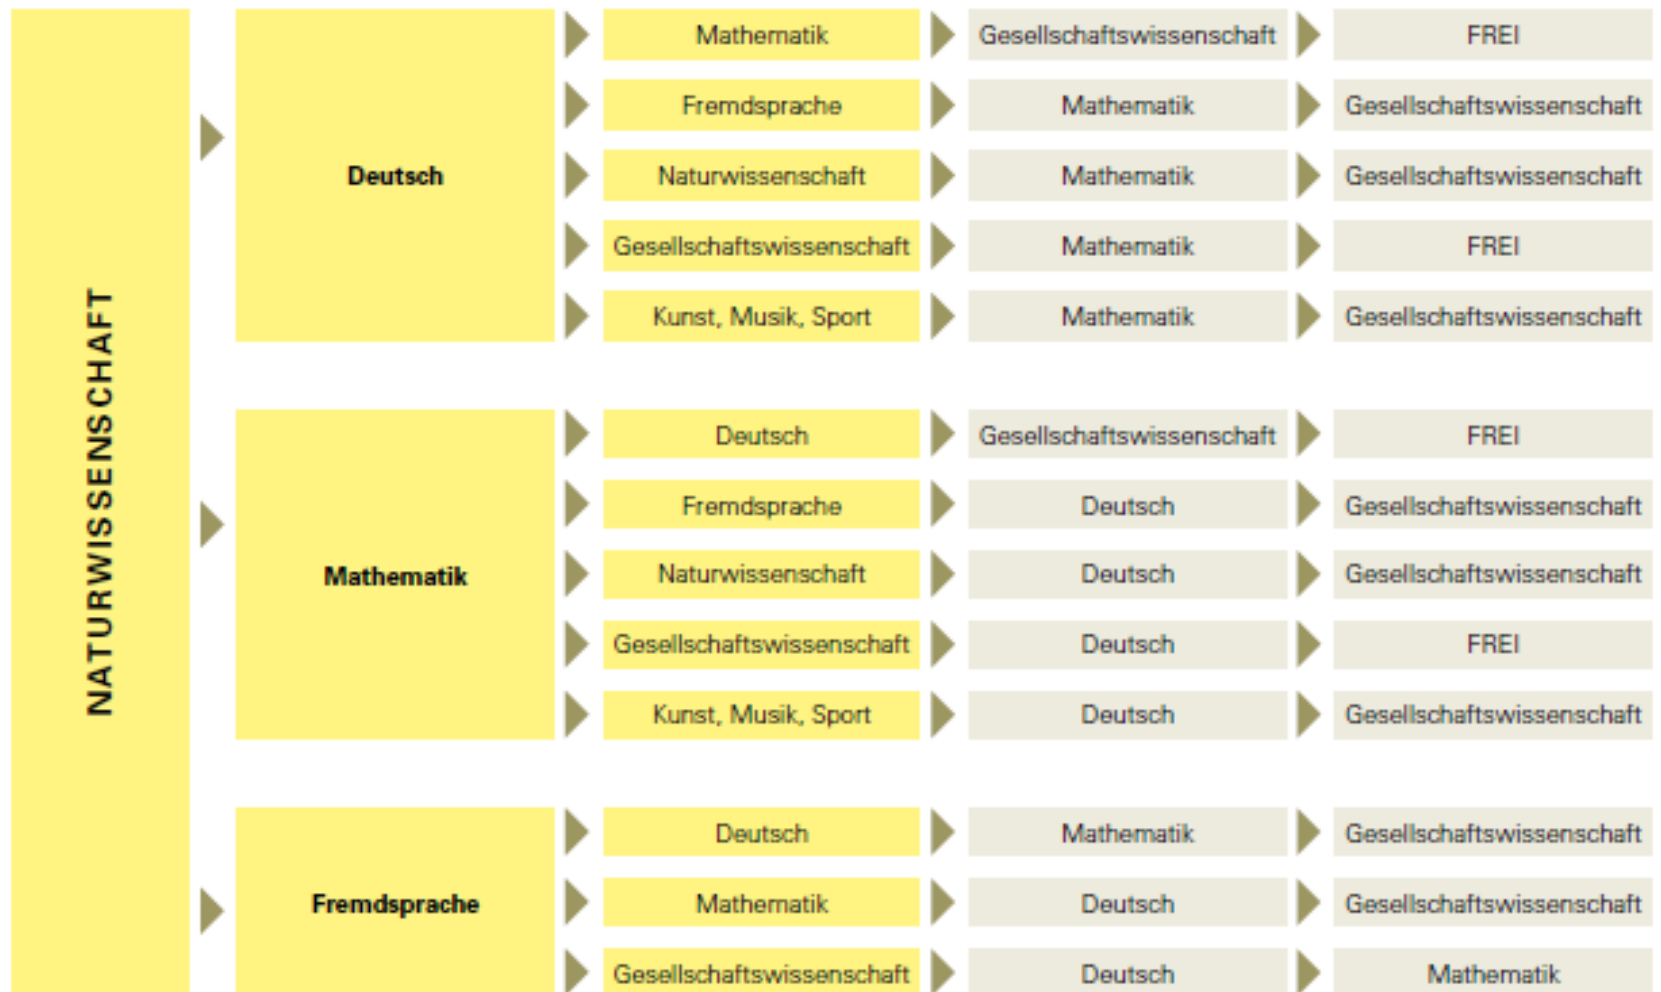 NATURWISSENSCHAFT
Deutsch
Mathematik Gesellschaftswissenschaft FREI
Fremdsprache Mathematik Gesellschaftswissenschaft
Naturwissenschaft Mathematik Gesellschaftswissenschaft
Gesellschaftswissenschaft Mathematik FREI
Kunst, Musik, Sport Mathematik Gesellschaftswissenschaft
Mathematik
Deutsch Gesellschaftswissenschaft FREI
Fremdsprache Deutsch Gesellschaftswissenschaft
Naturwissenschaft Deutsch Gesellschaftswissenschaft
Gesellschaftswissenschaft Deutsch FREI
Kunst, Musik, Sport Deutsch Gesellschaftswissenschaft
Fremdsprache
Deutsch Mathematik Gesellschaftswissenschaft
Mathematik Deutsch Gesellschaftswissenschaft
Gesellschaftswissenschaft Deutsch Mathematik